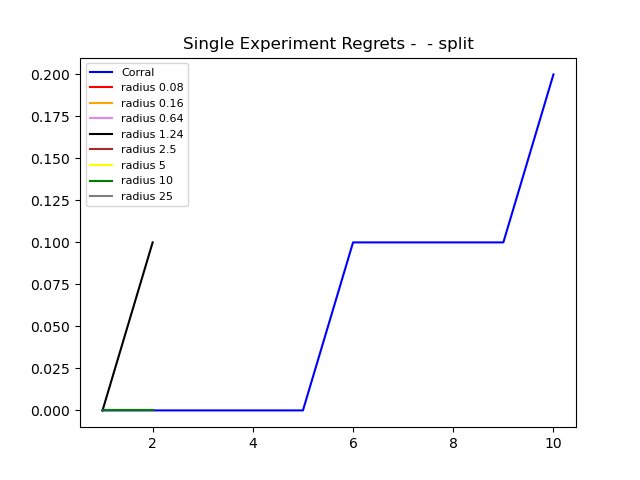 Single Experiment Regrets -  - split
0.200
0.175
0.150
0.125
0.100
0.075
0.050
0.025
0.000
Corral
radius 0.08
radius 0.16
radius 0.64
radius 1.24
radius 2.5
radius 5
radius 10
radius 25
2
4
6
8
10